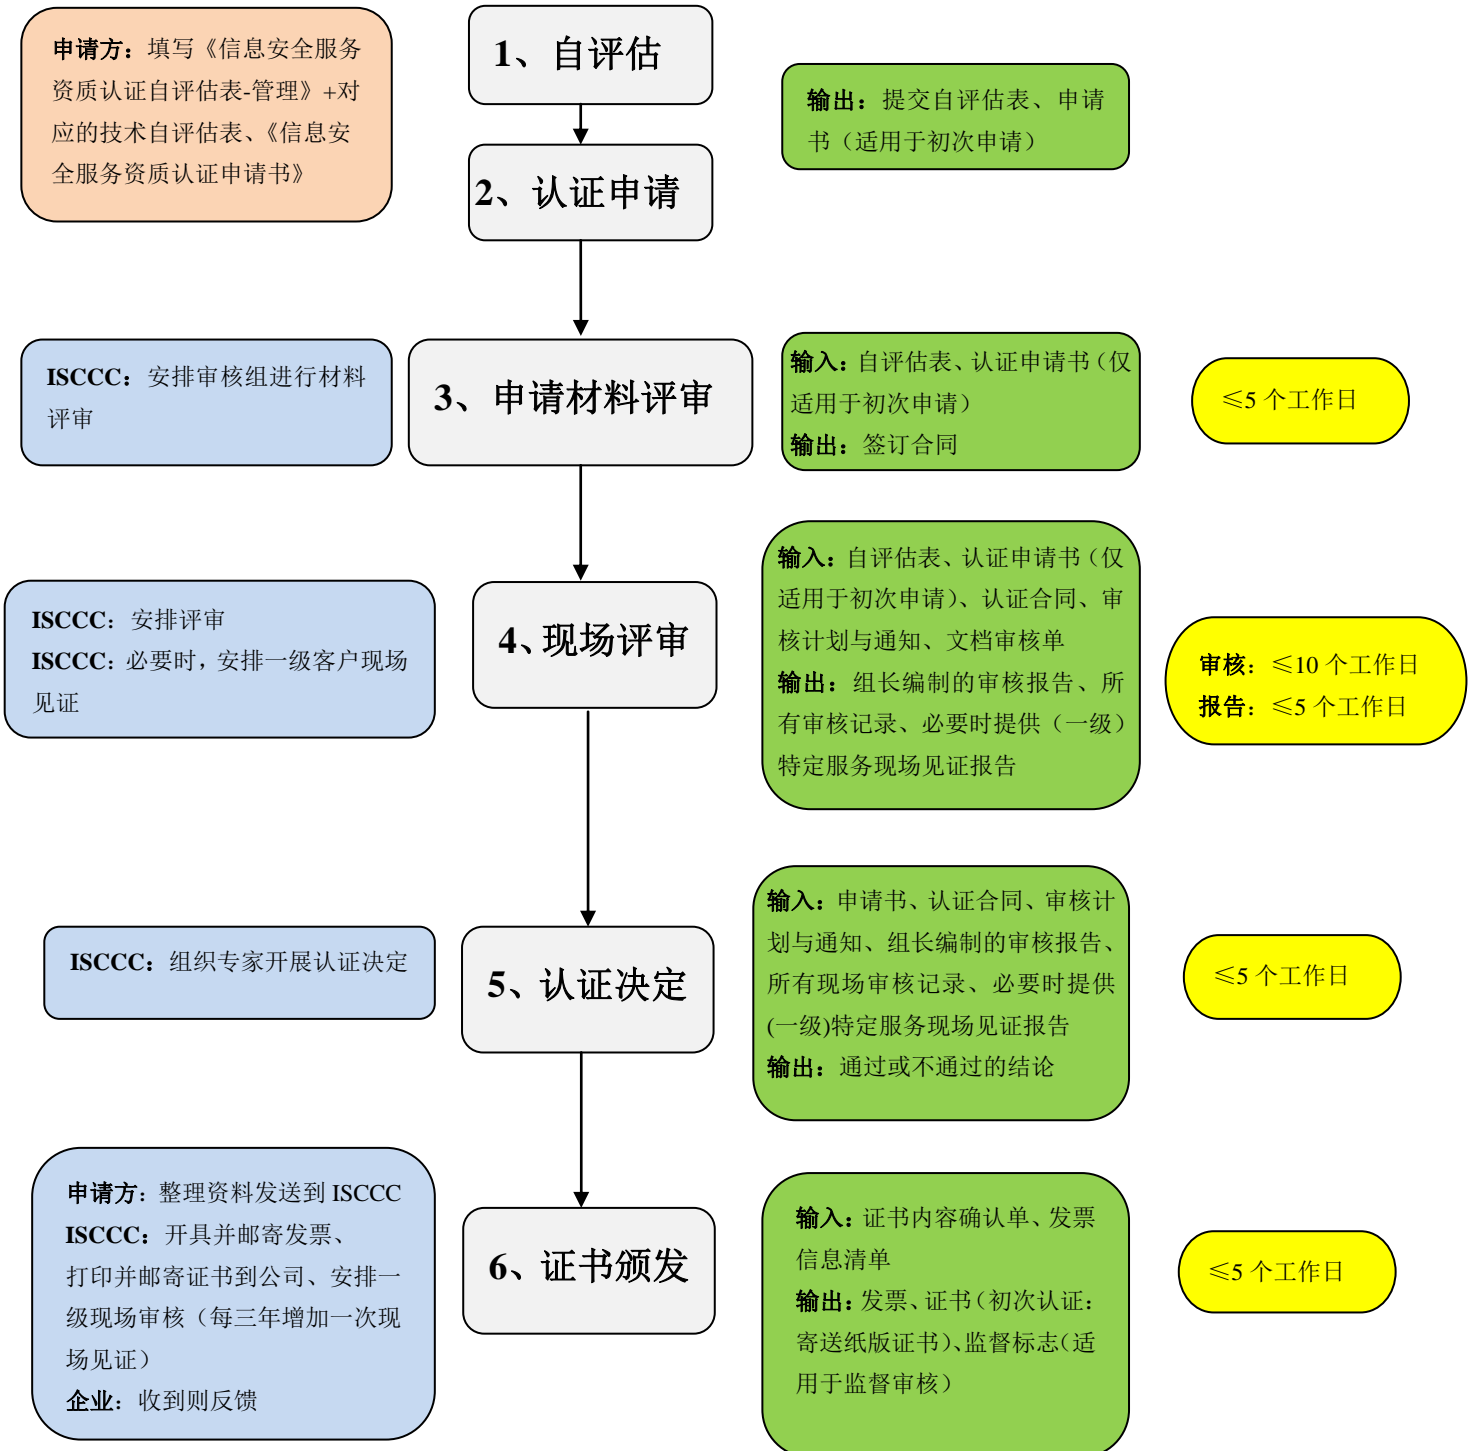 申请方：填写《信息安全服务
资质认证自评估表-管理》+对
应的技术自评估表、《信息安
全服务资质认证申请书》
1、自评估
输出：提交自评估表、申请
书（适用于初次申请）
2、认证申请
ISCCC：安排审核组进行材料
评审
3、申请材料评审
输入：自评估表、认证申请书（仅
适用于初次申请）
输出：签订合同
≤5 个工作日
ISCCC：安排评审
ISCCC：必要时，安排一级客户现场
见证
4、现场评审
输入：自评估表、认证申请书（仅
适用于初次申请）、认证合同、审
核计划与通知、文档审核单
输出：组长编制的审核报告、所
有审核记录、必要时提供（一级）
特定服务现场见证报告
审核：≤10 个工作日
报告：≤5 个工作日
ISCCC：组织专家开展认证决定
5、认证决定
输入：申请书、认证合同、审核计
划与通知、组长编制的审核报告、
所有现场审核记录、必要时提供
(一级)特定服务现场见证报告
输出：通过或不通过的结论
≤5 个工作日
申请方：整理资料发送到 ISCCC
ISCCC：开具并邮寄发票、
打印并邮寄证书到公司、安排一
级现场审核（每三年增加一次现
场见证）
企业：收到则反馈
6、证书颁发
输入：证书内容确认单、发票
信息清单
输出：发票、证书（初次认证：
寄送纸版证书）、监督标志（适
用于监督审核）
≤5 个工作日